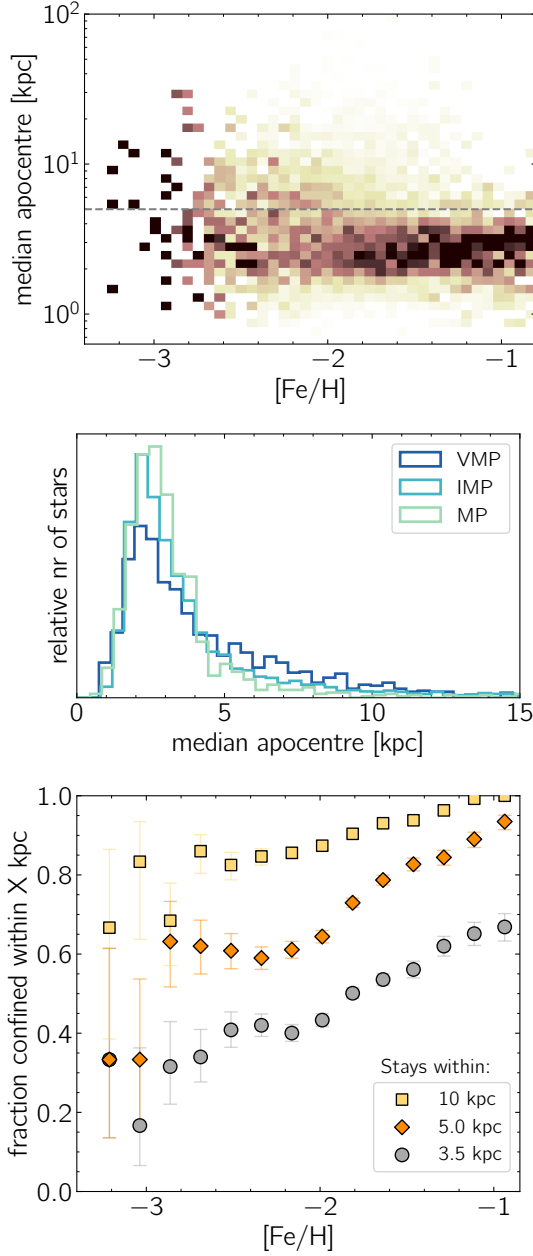 10²
10¹
10⁰
median apocentre [kpc]
−3 −2 −1
[Fe/H]
relative nr of stars
VMP
IMP
MP
0 5 10 15
median apocentre [kpc]
1.0
0.8
0.6
0.4
0.2
0.0
fraction confined within X kpc
Stays within:
10 kpc
5.0 kpc
3.5 kpc
−3 −2 −1
[Fe/H]